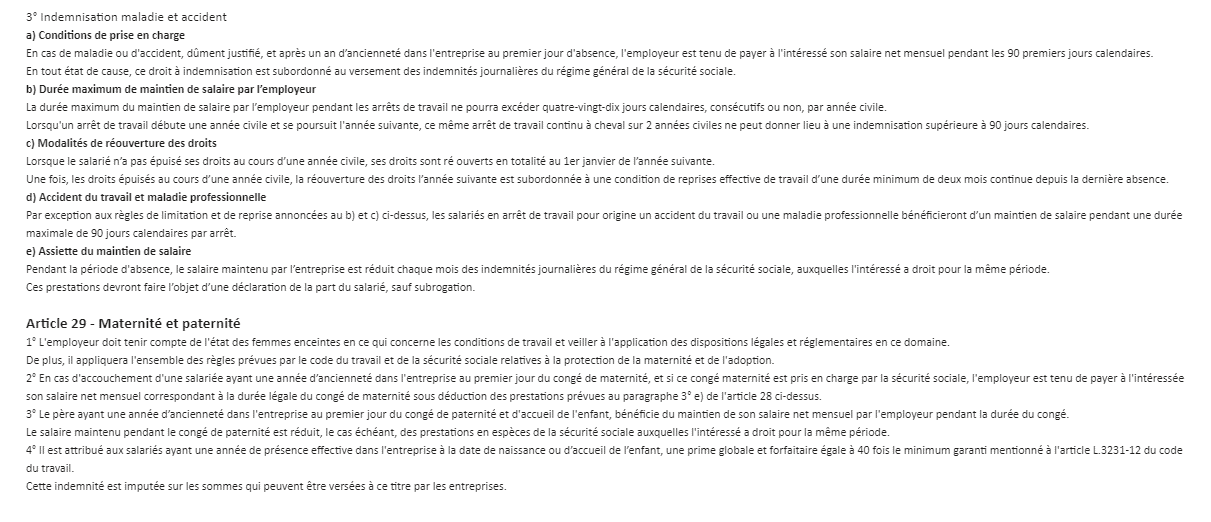 3° Indemnisation maladie et accident
a) Conditions de prise en charge
En cas de maladie ou d'accident, dûment justifié, et après un an d’ancienneté dans l'entreprise au premier jour d'absence, l'employeur est tenu de payer à l'intéressé son salaire net mensuel pendant les 90 premiers jours calendaires.
En tout état de cause, ce droit à indemnisation est subordonné au versement des indemnités journalières du régime général de la sécurité sociale.
b) Durée maximum de maintien de salaire par l’employeur
La durée maximum du maintien de salaire par l’employeur pendant les arrêts de travail ne pourra excéder quatre-vingt-dix jours calendaires, consécutifs ou non, par année civile.
Lorsqu'un arrêt de travail débute une année civile et se poursuit l'année suivante, ce même arrêt de travail continu à cheval sur 2 années civiles ne peut donner lieu à une indemnisation supérieure à 90 jours calendaires.
c) Modalités de réouverture des droits
Lorsque le salarié n’a pas épuisé ses droits au cours d’une année civile, ses droits sont ré ouverts en totalité au 1er janvier de l’année suivante.
Une fois, les droits épuisés au cours d’une année civile, la réouverture des droits l’année suivante est subordonnée à une condition de reprises effective de travail d’une durée minimum de deux mois continue depuis la dernière absence.
d) Accident du travail et maladie professionnelle
Par exception aux règles de limitation et de reprise annoncées au b) et c) ci-dessus, les salariés en arrêt de travail pour origine un accident du travail ou une maladie professionnelle bénéficieront d’un maintien de salaire pendant une durée
maximale de 90 jours calendaires par arrêt.
e) Assiette du maintien de salaire
Pendant la période d'absence, le salaire maintenu par l’entreprise est réduit chaque mois des indemnités journalières du régime général de la sécurité sociale, auxquelles l'intéressé a droit pour la même période.
Ces prestations devront faire l’objet d’une déclaration de la part du salarié, sauf subrogation.
Article 29 - Maternité et paternité
1° L'employeur doit tenir compte de l'état des femmes enceintes en ce qui concerne les conditions de travail et veiller à l'application des dispositions légales et réglementaires en ce domaine.
De plus, il appliquera l'ensemble des règles prévues par le code du travail et de la sécurité sociale relatives à la protection de la maternité et de l'adoption.
2° En cas d'accouchement d'une salariée ayant une année d’ancienneté dans l'entreprise au premier jour du congé de maternité, et si ce congé maternité est pris en charge par la sécurité sociale, l'employeur est tenu de payer à l'intéressée
son salaire net mensuel correspondant à la durée légale du congé de maternité sous déduction des prestations prévues au paragraphe 3° e) de l'article 28 ci-dessus.
3° Le père ayant une année d’ancienneté dans l'entreprise au premier jour du congé de paternité et d'accueil de l'enfant, bénéficie du maintien de son salaire net mensuel par l'employeur pendant la durée du congé.
Le salaire maintenu pendant le congé de paternité est réduit, le cas échéant, des prestations en espèces de la sécurité sociale auxquelles l'intéressé a droit pour la même période.
4° Il est attribué aux salariés ayant une année de présence effective dans l'entreprise à la date de naissance ou d’accueil de l’enfant, une prime globale et forfaitaire égale à 40 fois le minimum garanti mentionné à l'article L.3231-12 du code
du travail.
Cette indemnité est imputée sur les sommes qui peuvent être versées à ce titre par les entreprises.